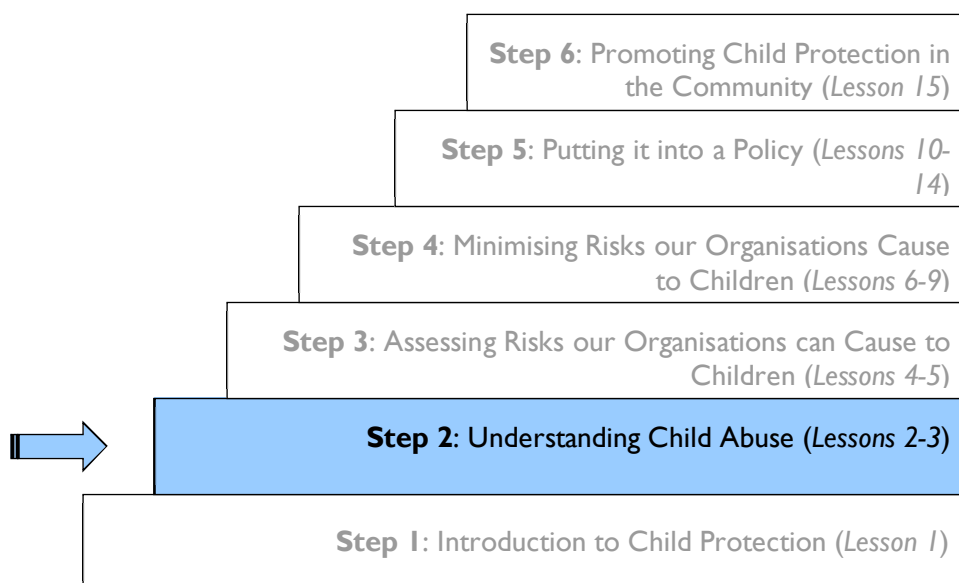 Step 6: Promoting Child Protection in
the Community (Lesson 15)
Step 5: Putting it into a Policy (Lessons 10-
14)
Step 4: Minimising Risks our Organisations Cause
to Children (Lessons 6-9)
Step 3: Assessing Risks our Organisations can Cause to
Children (Lessons 4-5)
Step 2: Understanding Child Abuse (Lessons 2-3)
Step 1: Introduction to Child Protection (Lesson 1)